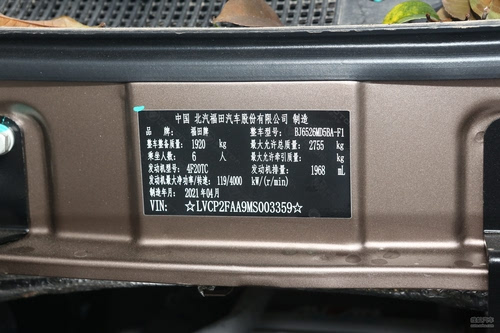 中国 北汽福田汽车股份有限公司 制造
品 牌: 福田牌 整车型号: BJ6526MD5BA-F1
整车整备质量: 1920 kg 最大允许总质量: 2755 kg
乘坐人数: 6 人 最大允许牵引质量: kg
发动机型号: 4F20TC 发动机排量: 1968 mL
发动机最大净功率/转速: 119/4000 kW/(r/min)
制造年月: 2021年04月
VIN: ☆LVCP2FAA9MS003359☆